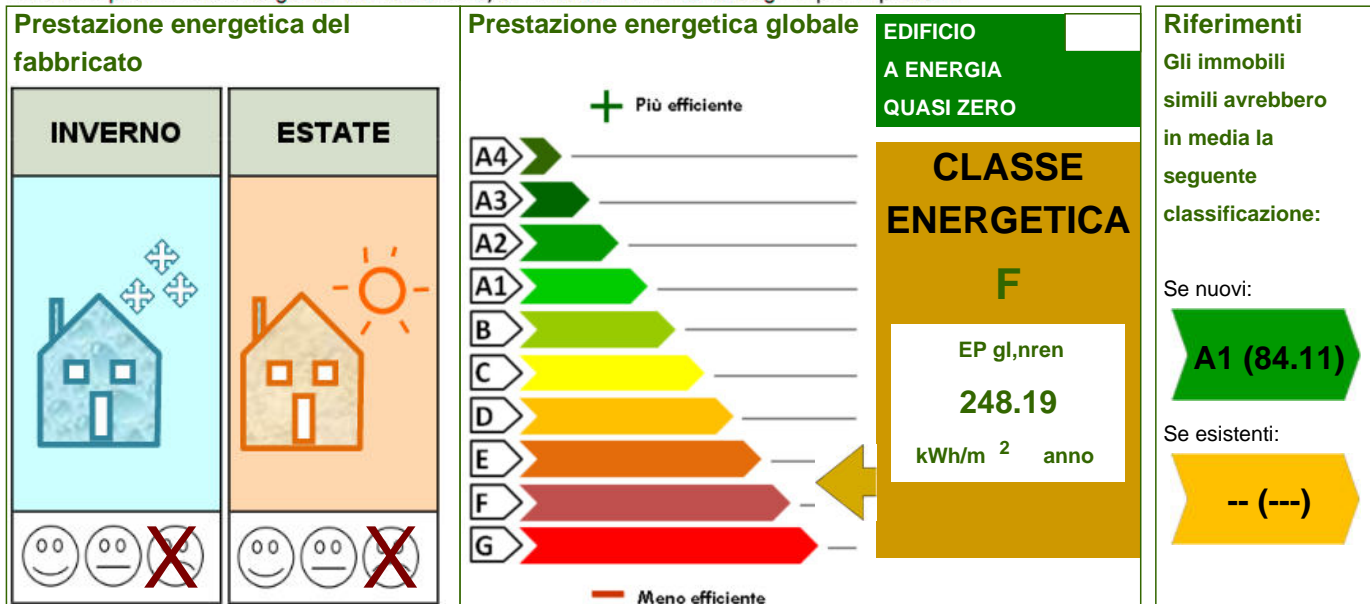 Prestazione energetica del
fabbricato
INVERNO
ESTATE
Prestazione energetica globale
Più efficiente
A4
A3
A2
A1
B
C
D
E
F
G
Meno efficiente
EDIFICIO
A ENERGIA
QUASI ZERO
CLASSE
ENERGETICA
F
EP gl,nren
248.19
kWh/m 2 anno
Riferimenti
Gli immobili
simili avrebbero
in media la
seguente
classificazione:
Se nuovi:
A1 (84.11)
Se esistenti:
-- (---)